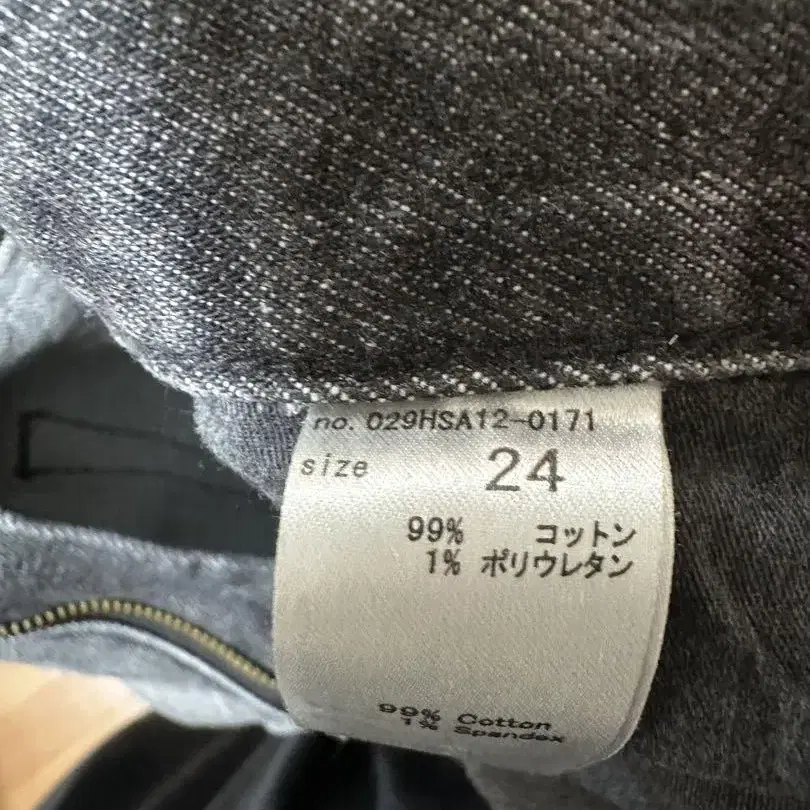 no. 029HSA12-0171
size 24
99% コットン
1% ポリウレタン
99% Cotton
1% Spandex